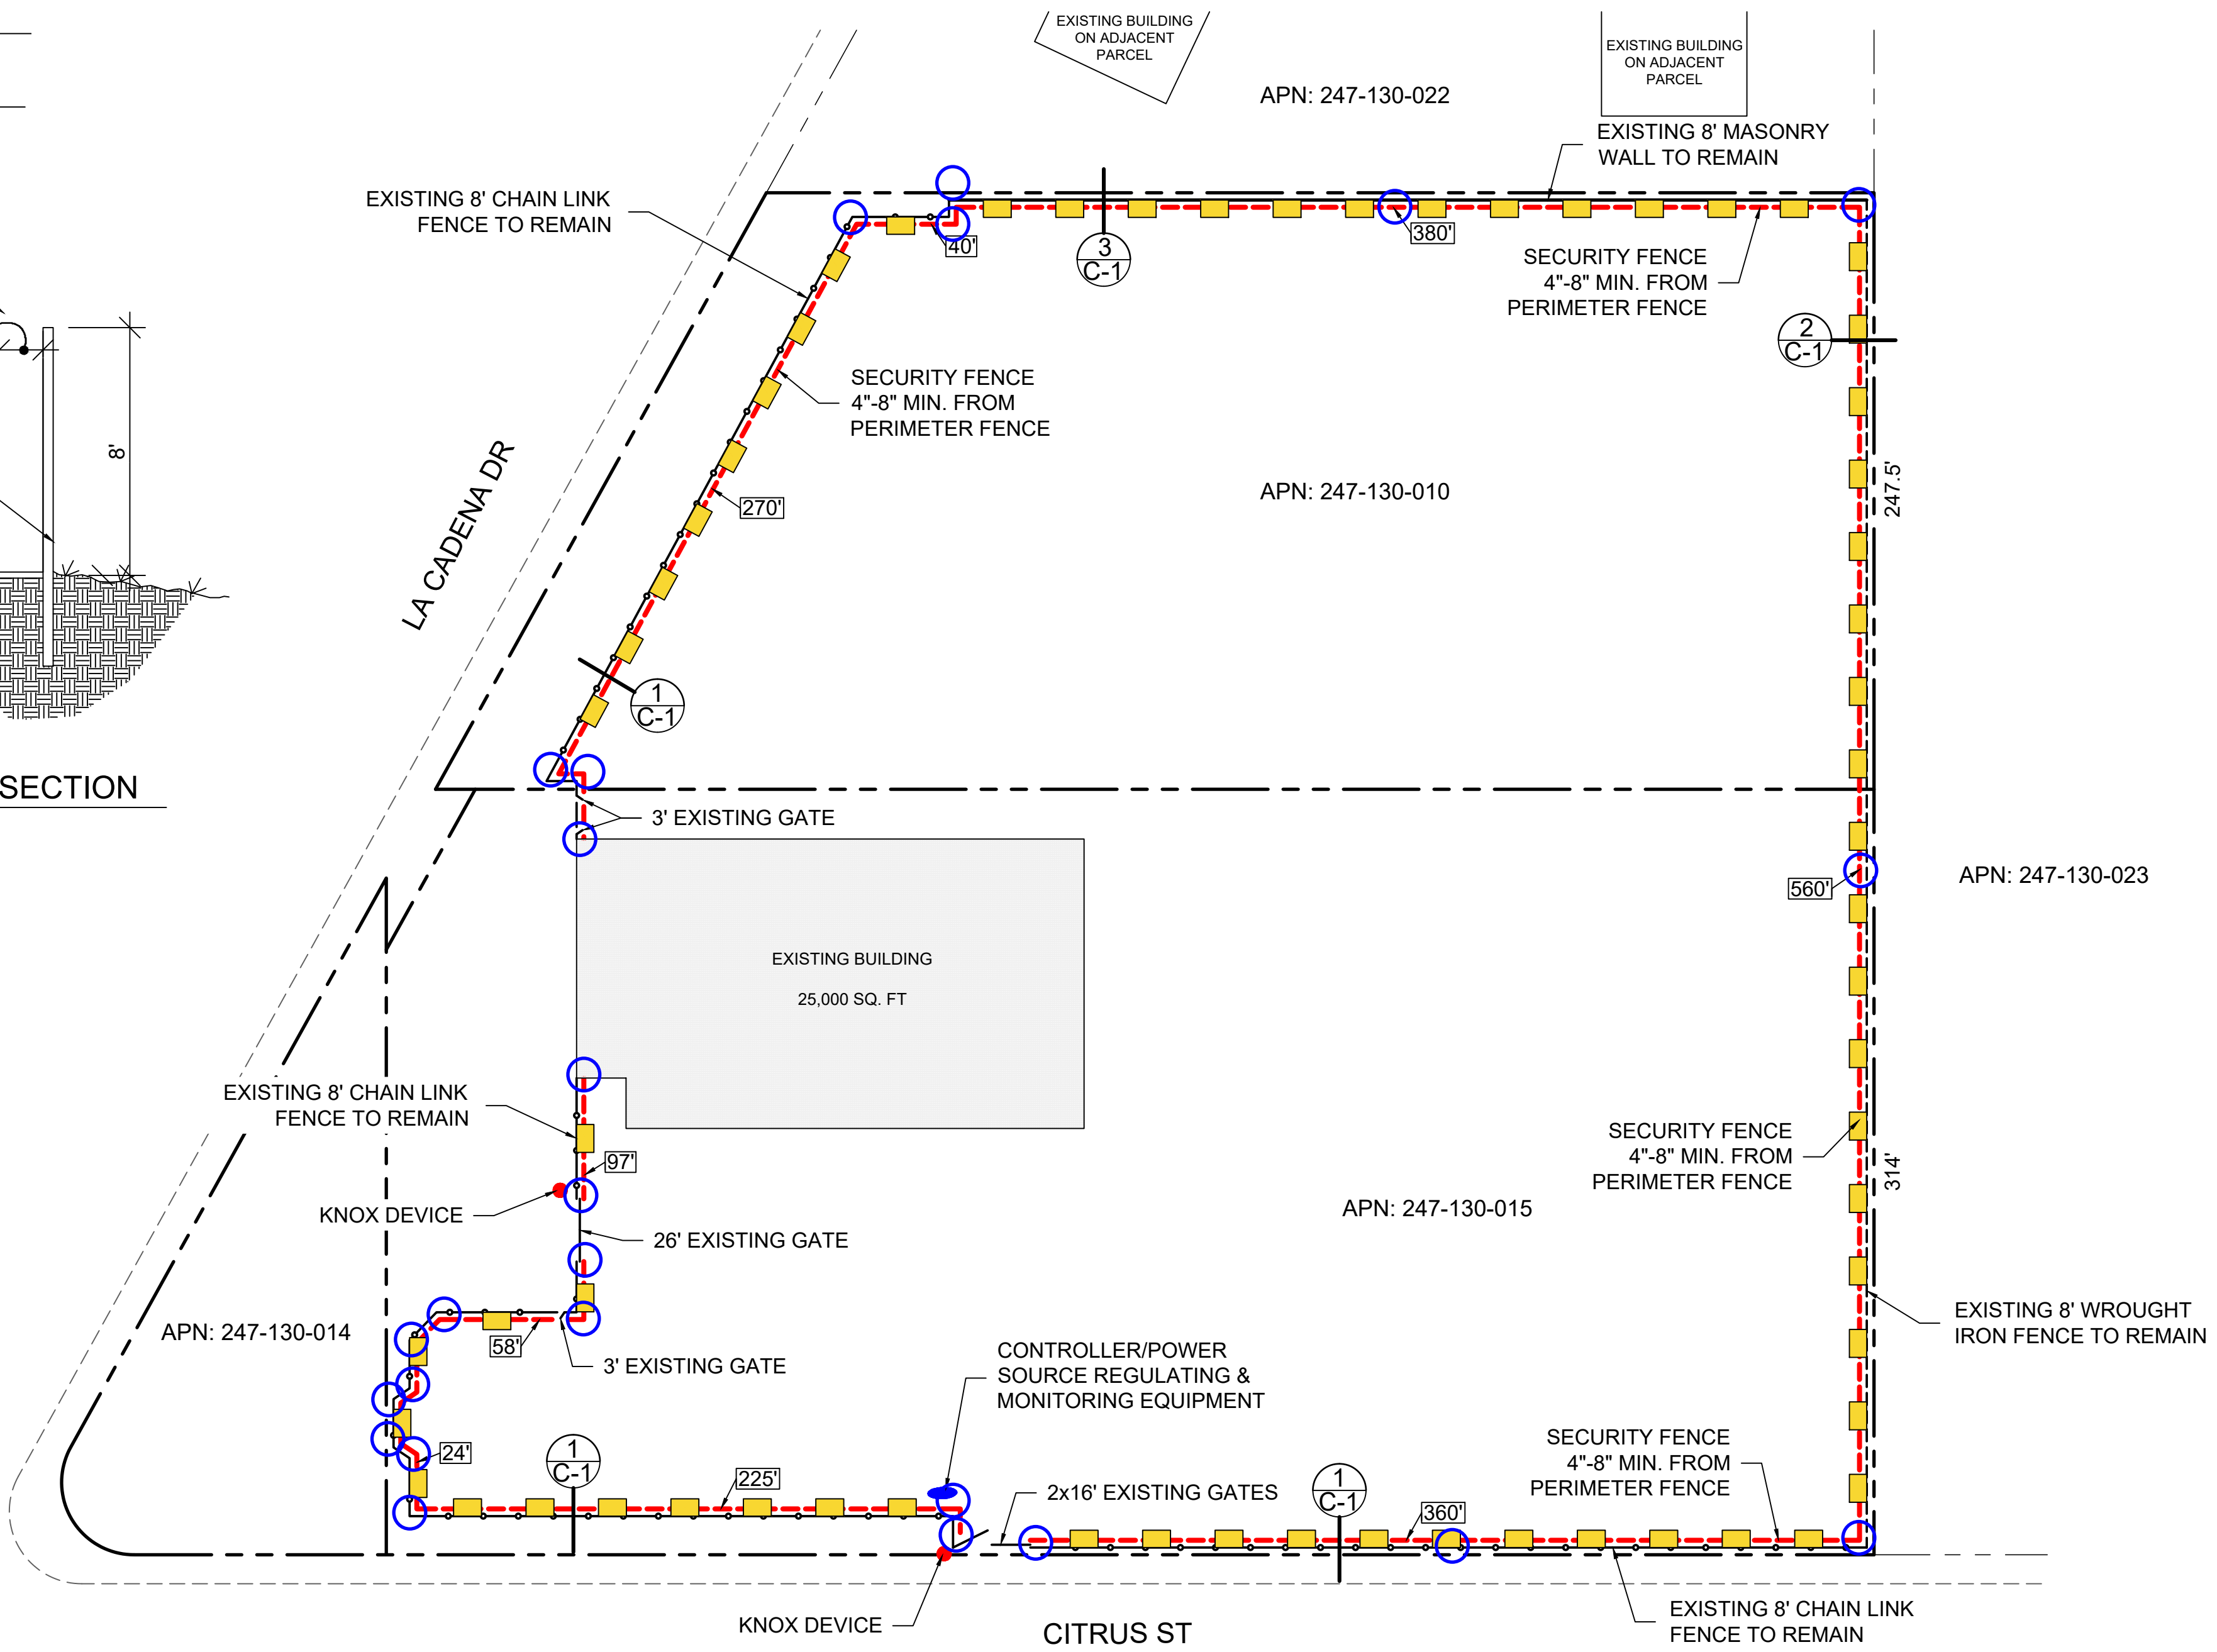 EXISTING BUILDING
ON ADJACENT
PARCEL
EXISTING BUILDING
ON ADJACENT
PARCEL
APN: 247-130-022
EXISTING 8' MASONRY
WALL TO REMAIN
EXISTING 8' CHAIN LINK
FENCE TO REMAIN
40'
3
C-1
380'
SECURITY FENCE
4"-8" MIN. FROM
PERIMETER FENCE
2
C-1
SECURITY FENCE
4"-8" MIN. FROM
PERIMETER FENCE
8'
LA CADENA DR
270'
APN: 247-130-010
247.5'
1
C-1
SECTION
3' EXISTING GATE
560'
APN: 247-130-023
EXISTING BUILDING
25,000 SQ. FT
EXISTING 8' CHAIN LINK
FENCE TO REMAIN
97'
KNOX DEVICE
26' EXISTING GATE
SECURITY FENCE
4"-8" MIN. FROM
PERIMETER FENCE
314'
APN: 247-130-015
APN: 247-130-014
58'
3' EXISTING GATE
EXISTING 8' WROUGHT
IRON FENCE TO REMAIN
CONTROLLER/POWER
SOURCE REGULATING &
MONITORING EQUIPMENT
24'
1
C-1
225'
2x16' EXISTING GATES
1
C-1
360'
SECURITY FENCE
4"-8" MIN. FROM
PERIMETER FENCE
KNOX DEVICE
CITRUS ST
EXISTING 8' CHAIN LINK
FENCE TO REMAIN